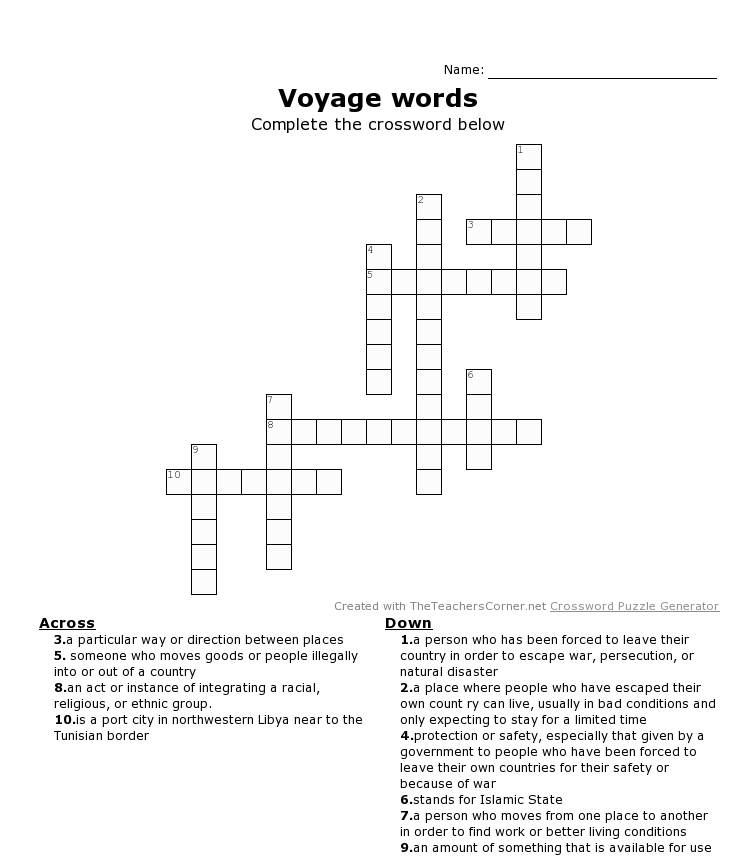 Name:
Voyage words
Complete the crossword below
1
2
3
4
5
6
7
8
9
10
Created with TheTeachersCorner.net Crossword Puzzle Generator
Across
3.a particular way or direction between places
5. someone who moves goods or people illegally
into or out of a country
8.an act or instance of integrating a racial,
religious, or ethnic group.
10.is a port city in northwestern Libya near to the
Tunisian border
Down
1.a person who has been forced to leave their
country in order to escape war, persecution, or
natural disaster
2.a place where people who have escaped their
own count ry can live, usually in bad conditions and
only expecting to stay for a limited time
4.protection or safety, especially that given by a
government to people who have been forced to
leave their own countries for their safety or
because of war
6.stands for Islamic State
7.a person who moves from one place to another
in order to find work or better living conditions
9.an amount of something that is available for use